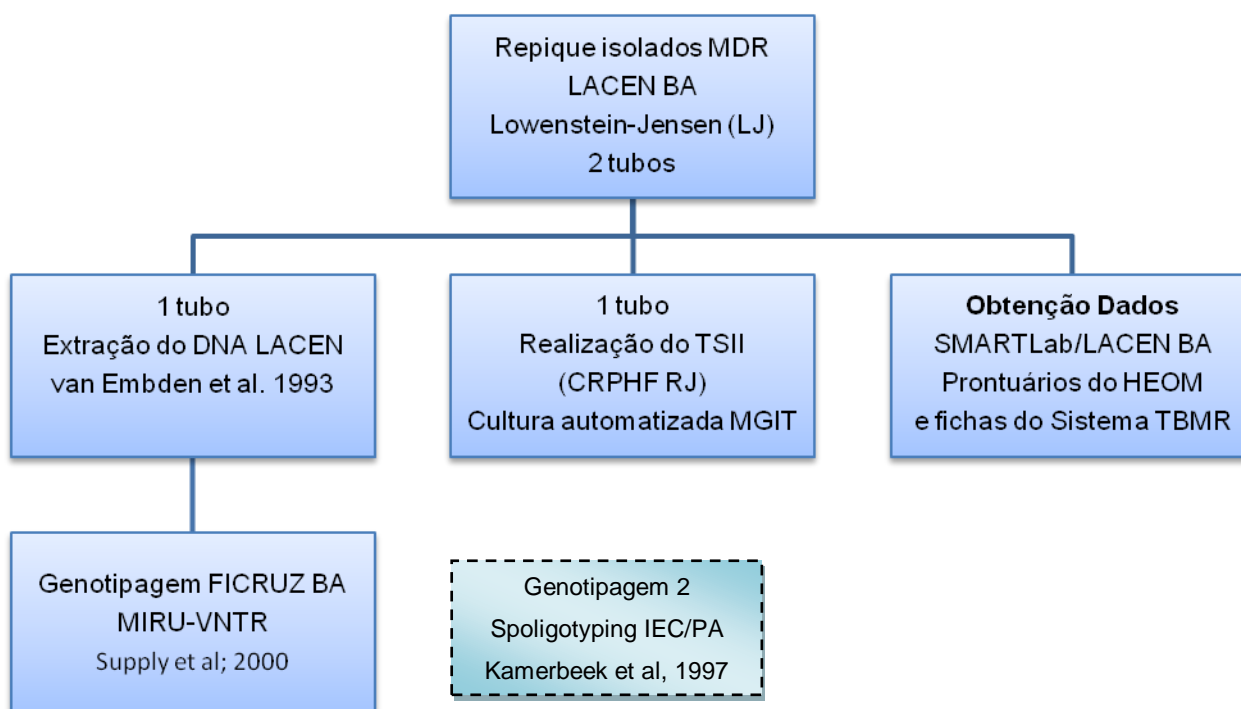 Repique isolados MDR
LACEN BA
Lowenstein-Jensen (LJ)
2 tubos
1 tubo
Extração do DNA LACEN
van Embden et al. 1993
1 tubo
Realização do TSII
(CRPHF RJ)
Cultura automatizada MGIT
Obtenção Dados
SMARTLab/LACEN BA
Prontuários do HEOM
e fichas do Sistema TBMR
Genotipagem FICRUZ BA
MIRU-VNTR
Supply et al; 2000
Genotipagem 2
Spoligotyping IEC/PA
Kamerbeek et al, 1997